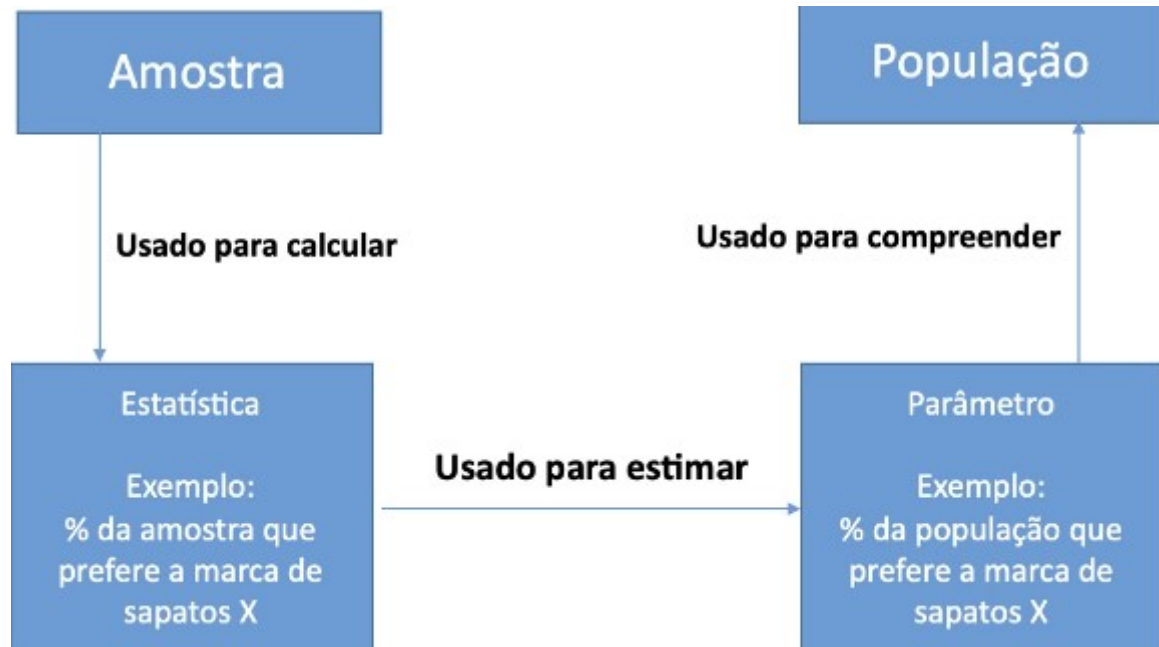 Amostra
População
Usado para calcular
Usado para compreender
Estatística
Exemplo:
% da amostra que
prefere a marca de
sapatos X
Usado para estimar
Parâmetro
Exemplo:
% da população que
prefere a marca de
sapatos X